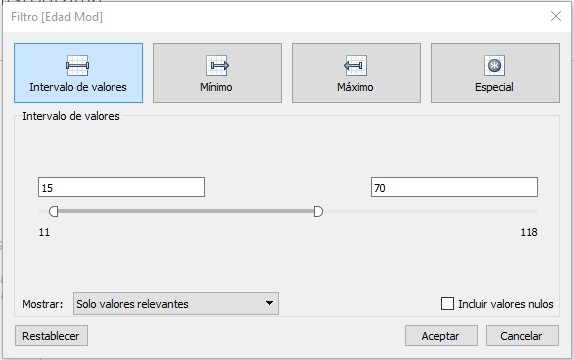 Filtro [Edad Mod]
Intervalo de valores
Mínimo
Máximo
Especial
Intervalo de valores
15
70
11
118
Mostrar:
Solo valores relevantes
Incluir valores nulos
Restablecer
Aceptar
Cancelar